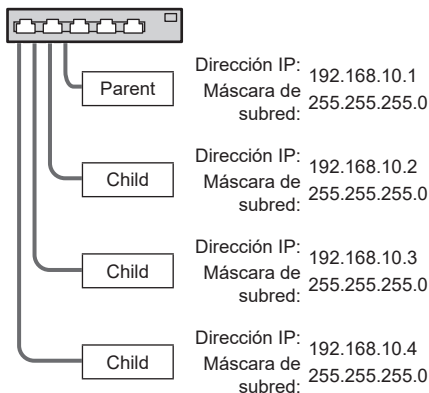 Parent
Dirección IP: 192.168.10.1
Máscara de
subred: 255.255.255.0
Child
Dirección IP: 192.168.10.2
Máscara de
subred: 255.255.255.0
Child
Dirección IP: 192.168.10.3
Máscara de
subred: 255.255.255.0
Child
Dirección IP: 192.168.10.4
Máscara de
subred: 255.255.255.0